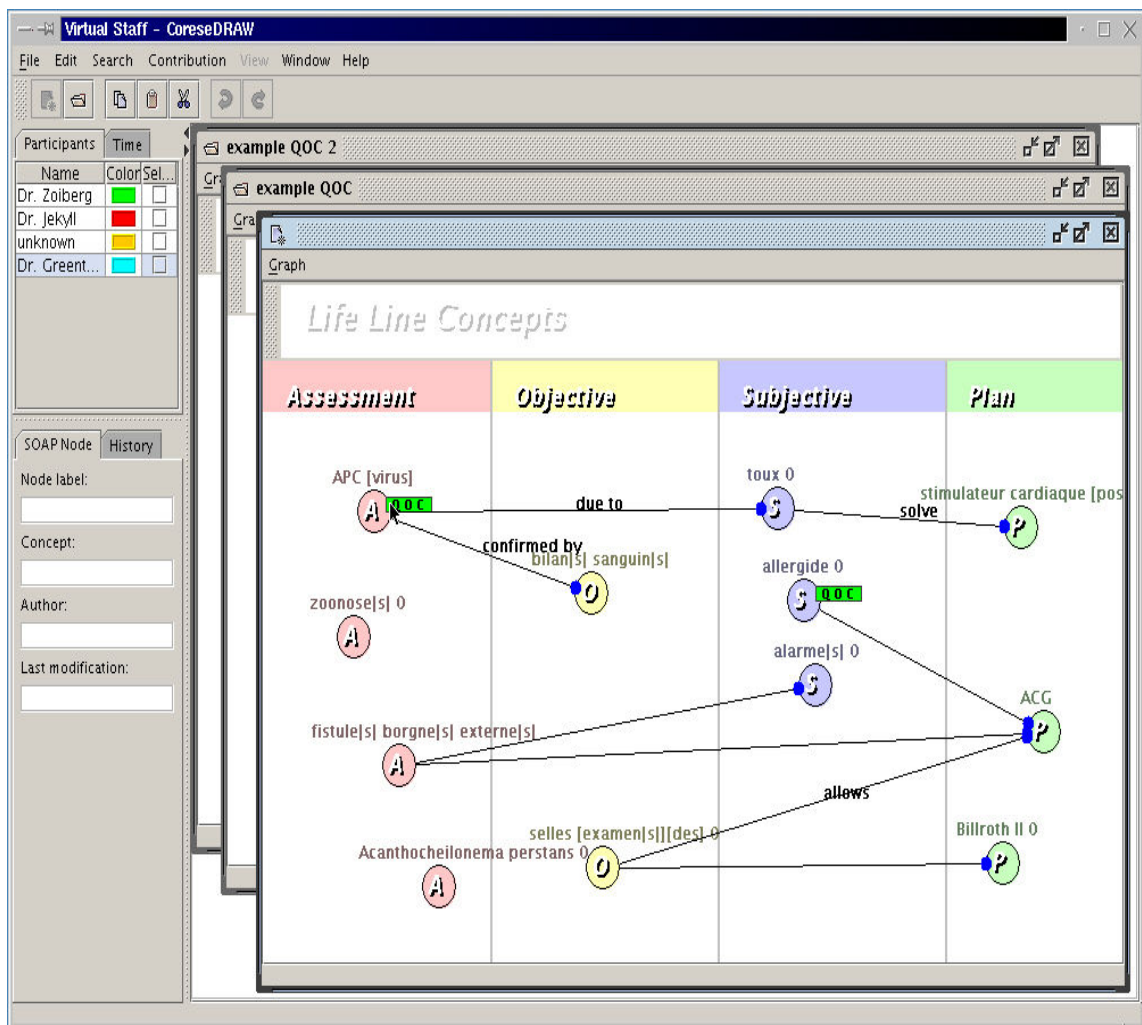 Virtual Staff - CoreseDRAW
File Edit Search Contribution View Window Help
Participants Time
Name Color Sel...
Dr. Zoiberg
Dr. Jekyll
unknown
Dr. Greent...
SOAP Node History
Node label:
Concept:
Author:
Last modification:
example QOC 2
Gra
example QOC
Gra
Graph
Life Line Concepts
Assessment Objective Subjective Plan
APC [virus]
A QOC
due to
toux 0
S
solve
stimulateur cardiaque [pos
P
confirmed by
bilan|s| sanguin|s|
O
allergide 0
S QOC
zoonose|s| 0
A
alarme|s| 0
S
ACG
P
fistule|s| borgne|s| externe|s|
A
allows
selles [examen|s|][des] 0
O
Billroth II 0
P
Acanthocheilonema perstans 0
A